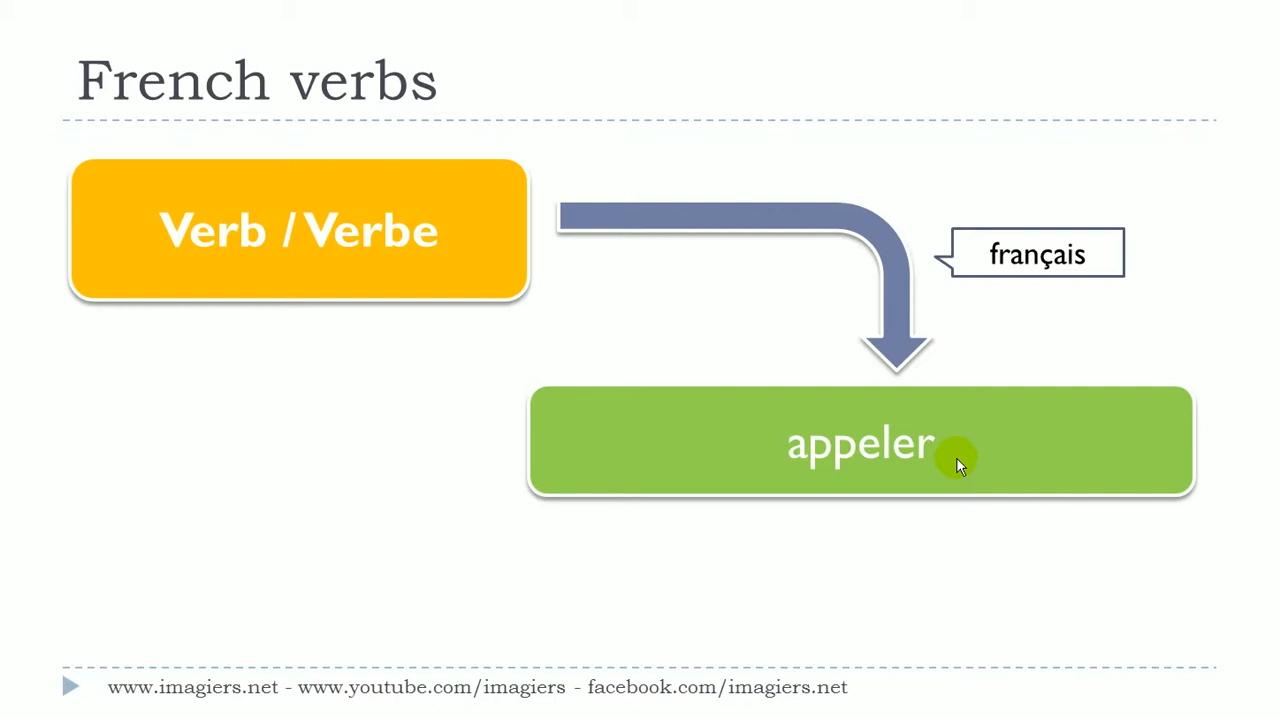 French verbs
Verb / Verbe
français
appeler
www.imagiers.net - www.youtube.com/imagiers - facebook.com/imagiers.net